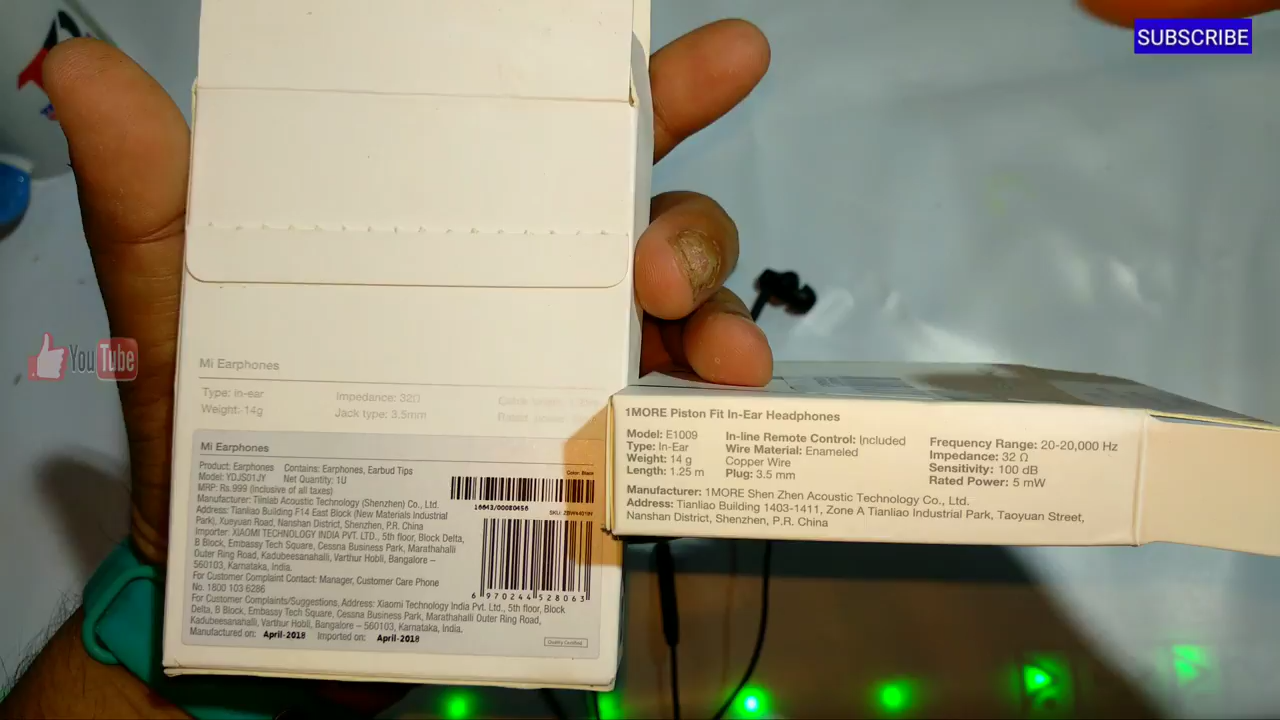 SUBSCRIBE
YouTube
Mi Earphones
Type: in-ear Impedance: 32Ω
Weight: 14g Jack type: 3.5mm
Mi Earphones
Product: Earphones Contains: Earphones, Earbud Tips
Model: YDJS01JY Net Quantity: 1U
MRP: Rs.999 (Inclusive of all taxes)
Manufacturer: Tiinlab Acoustic Technology (Shenzhen) Co., Ltd.
Address: Tianliao Building F14 East Block (New Materials Industrial
Park), Xueyuan Road, Nanshan District, Shenzhen, P.R. China
Importer: XIAOMI TECHNOLOGY INDIA PVT. LTD., 5th floor, Block Delta,
B Block, Embassy Tech Square, Cessna Business Park, Marathahalli
Outer Ring Road, Kadubeesanahalli, Varthur Hobli, Bangalore –
560103, Karnataka, India.
For Customer Complaint Contact: Manager, Customer Care Phone
No. 1800 103 6286
For Customer Complaints/Suggestions, Address: Xiaomi Technology India Pvt. Ltd., 5th floor, Block
Delta, B Block, Embassy Tech Square, Cessna Business Park, Marathahalli Outer Ring Road,
Kadubeesanahalli, Varthur Hobli, Bangalore – 560103, Karnataka, India.
Manufactured on: April-2018 Imported on: April-2018
Color: Black
16643/00080456
6 970244 528063
Quality Certified
1MORE Piston Fit In-Ear Headphones
Model: E1009
Type: In-Ear
Weight: 14 g
Length: 1.25 m
In-line Remote Control: Included
Wire Material: Enameled
Copper Wire
Plug: 3.5 mm
Frequency Range: 20-20,000 Hz
Impedance: 32 Ω
Sensitivity: 100 dB
Rated Power: 5 mW
Manufacturer: 1MORE Shen Zhen Acoustic Technology Co., Ltd.
Address: Tianliao Building 1403-1411, Zone A Tianliao Industrial Park, Taoyuan Street,
Nanshan District, Shenzhen, P.R. China